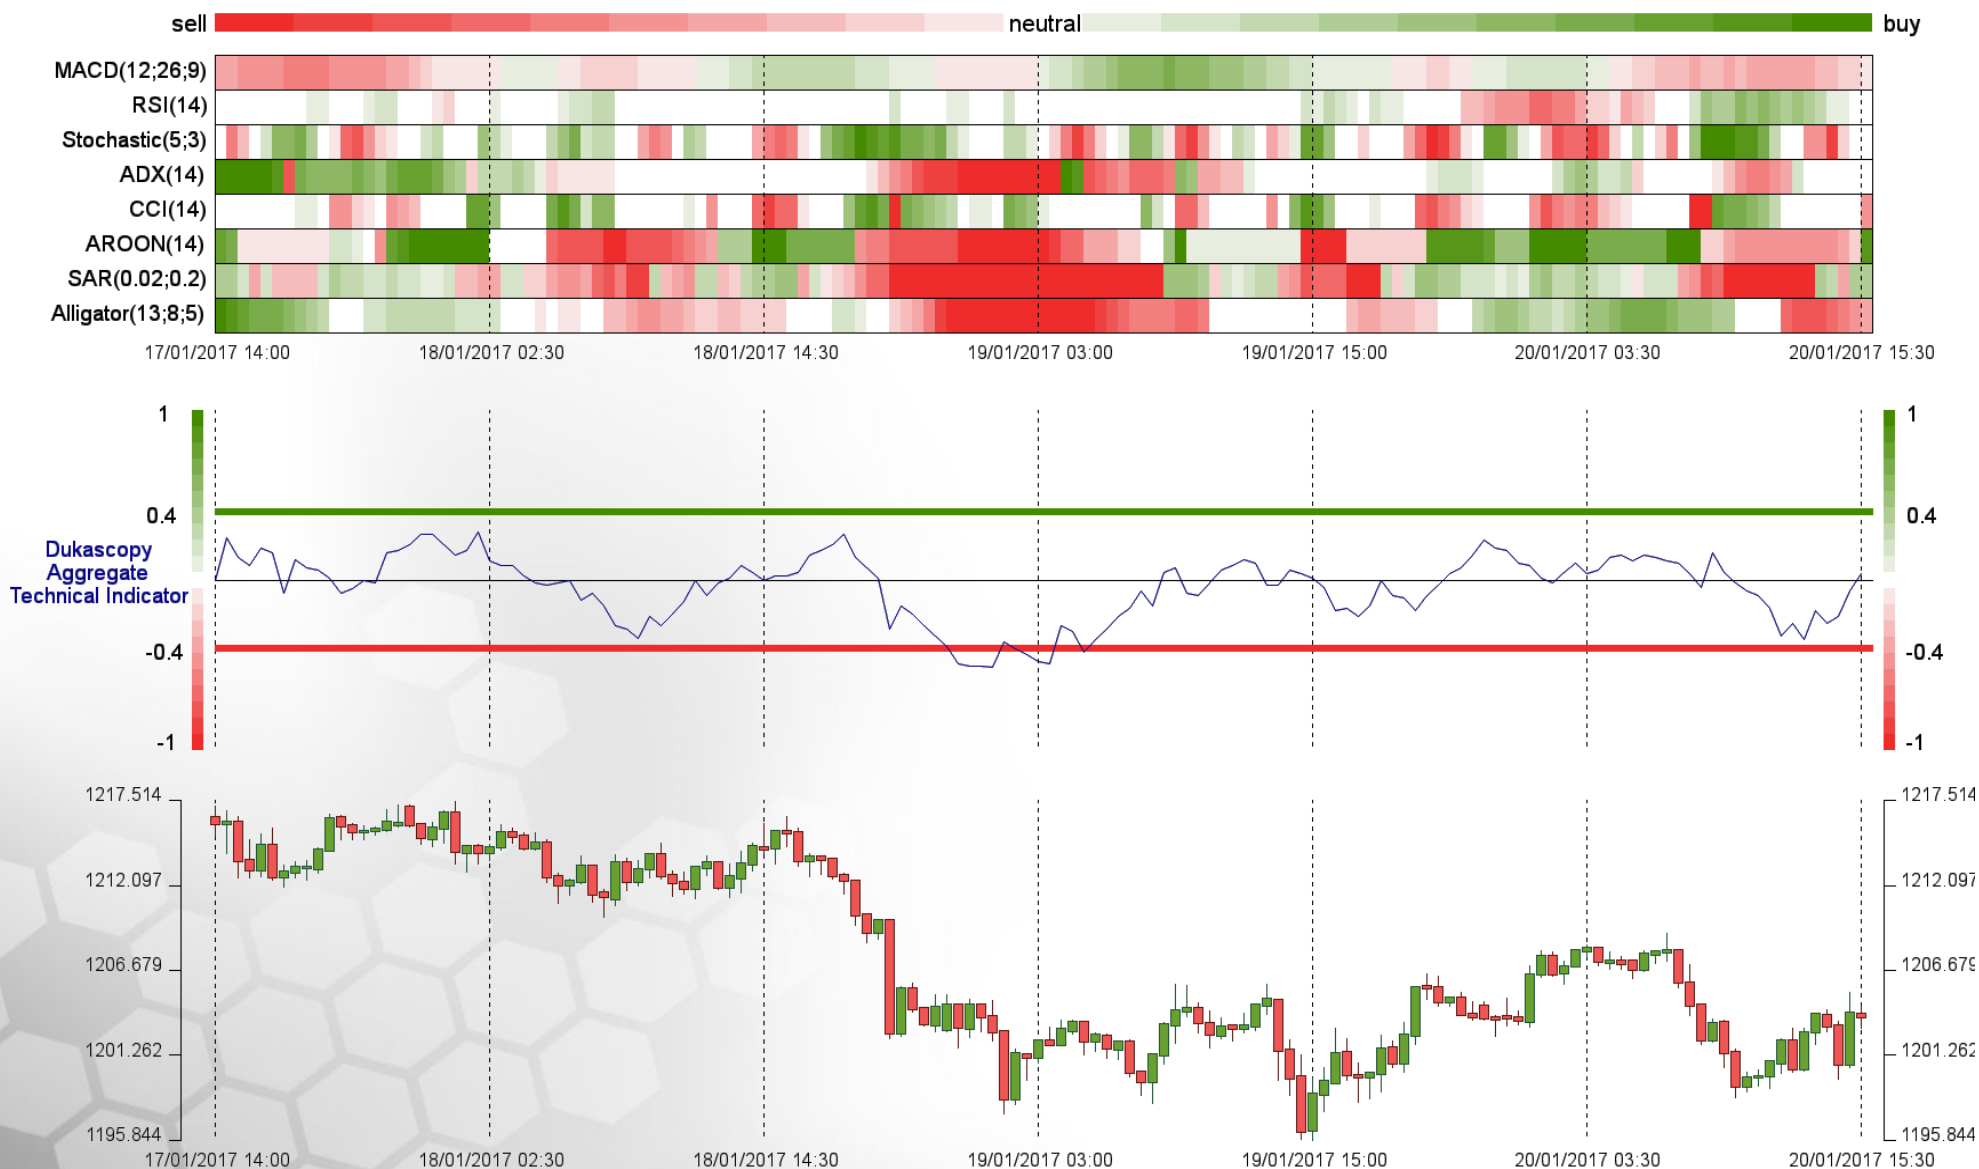 sell neutral buy
MACD(12;26;9)
RSI(14)
Stochastic(5;3)
ADX(14)
CCI(14)
AROON(14)
SAR(0.02;0.2)
Alligator(13;8;5)
17/01/2017 14:00 18/01/2017 02:30 18/01/2017 14:30 19/01/2017 03:00 19/01/2017 15:00 20/01/2017 03:30 20/01/2017 15:30
1 1
0.4 0.4
Dukascopy
Aggregate
Technical Indicator
-0.4 -0.4
-1 -1
1217.514 1217.514
1212.097 1212.097
1206.679 1206.679
1201.262 1201.262
1195.844 1195.844
17/01/2017 14:00 18/01/2017 02:30 18/01/2017 14:30 19/01/2017 03:00 19/01/2017 15:00 20/01/2017 03:30 20/01/2017 15:30